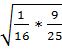 √(1/16 * 9/25)